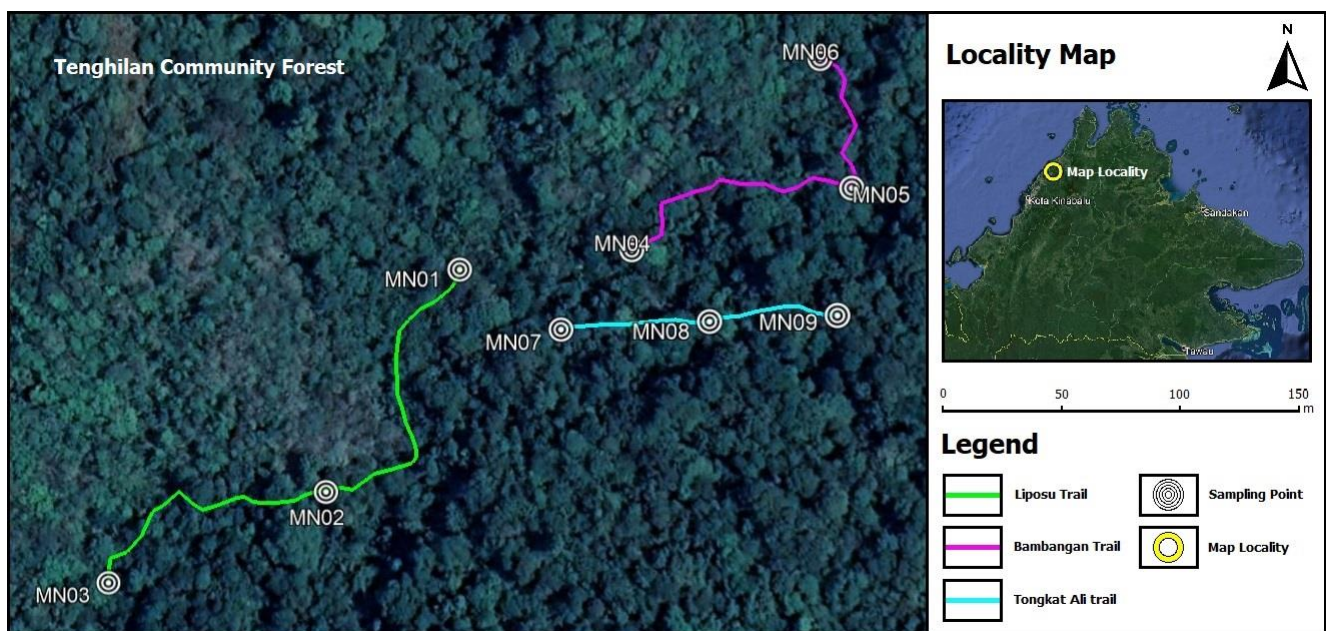 Tenghilan Community Forest
MN06
MN05
MN04
MN01
MN07
MN08
MN09
MN02
MN03
Locality Map
N
Map Locality
Kota Kinabalu
Sandakan
Tawau
0 50 100 150
m
Legend
Liposu Trail
Sampling Point
Bambangan Trail
Map Locality
Tongkat Ali trail